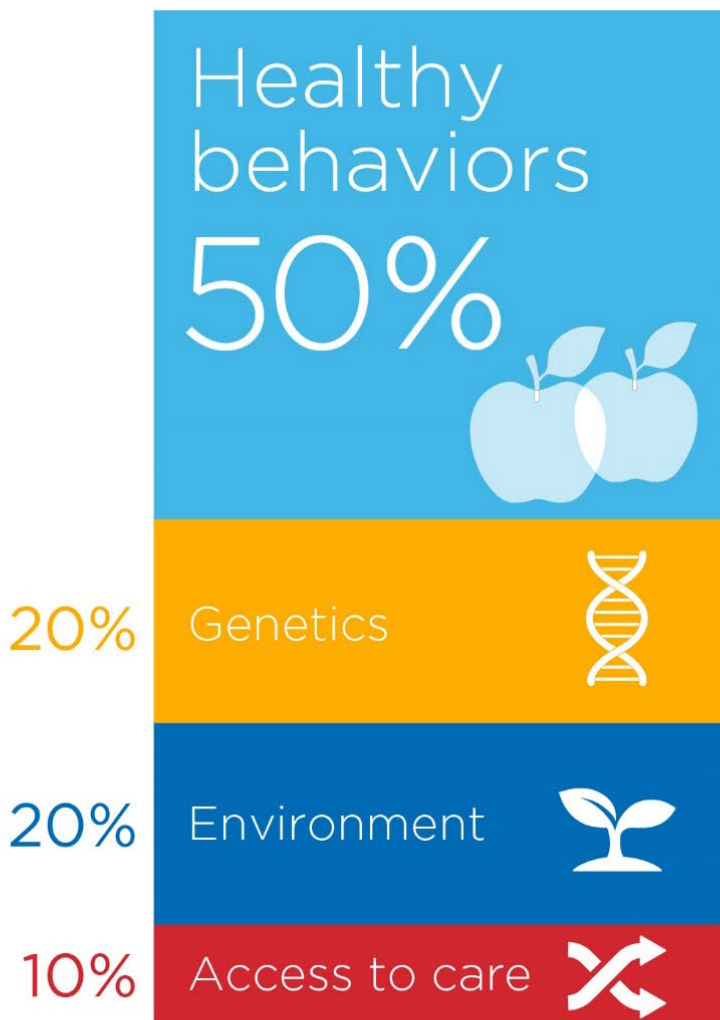 Healthy
behaviors
50%
20% Genetics
20% Environment
10% Access to care